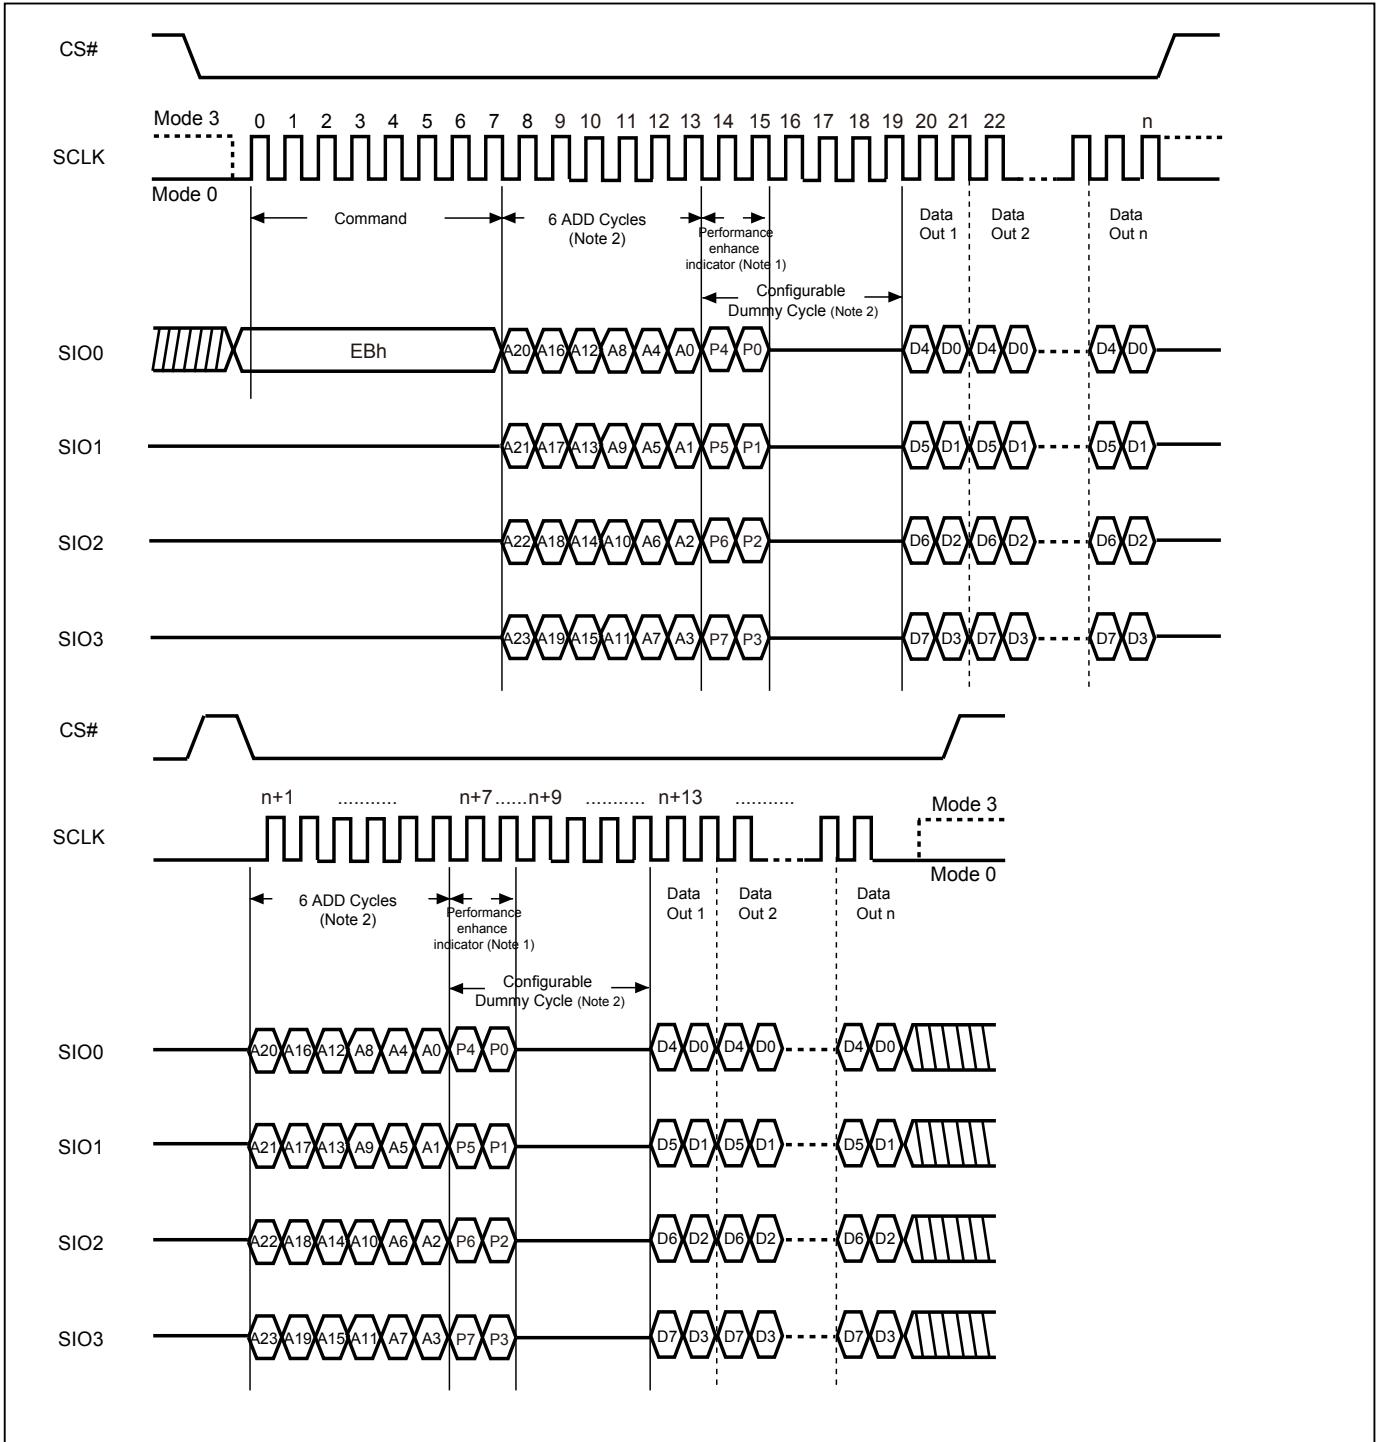 CS#
Mode 3
0 1 2 3 4 5 6 7 8 9 10 11 12 13 14 15 16 17 18 19 20 21 22 n
SCLK
Mode 0
Command
6 ADD Cycles
(Note 2)
Performance
enhance
indicator (Note 1)
Data
Out 1
Data
Out 2
Data
Out n
Configurable
Dummy Cycle (Note 2)
SIO0 EBh A20 A16 A12 A8 A4 A0 P4 P0 D4 D0 D4 D0 D4 D0
SIO1 A21 A17 A13 A9 A5 A1 P5 P1 D5 D1 D5 D1 D5 D1
SIO2 A22 A18 A14 A10 A6 A2 P6 P2 D6 D2 D6 D2 D6 D2
SIO3 A23 A19 A15 A11 A7 A3 P7 P3 D7 D3 D7 D3 D7 D3
CS#
n+1 ........... n+7 ......n+9 ........... n+13 ...........
Mode 3
SCLK
Mode 0
6 ADD Cycles
(Note 2)
Performance
enhance
indicator (Note 1)
Data
Out 1
Data
Out 2
Data
Out n
Configurable
Dummy Cycle (Note 2)
SIO0 A20 A16 A12 A8 A4 A0 P4 P0 D4 D0 D4 D0 D4 D0
SIO1 A21 A17 A13 A9 A5 A1 P5 P1 D5 D1 D5 D1 D5 D1
SIO2 A22 A18 A14 A10 A6 A2 P6 P2 D6 D2 D6 D2 D6 D2
SIO3 A23 A19 A15 A11 A7 A3 P7 P3 D7 D3 D7 D3 D7 D3